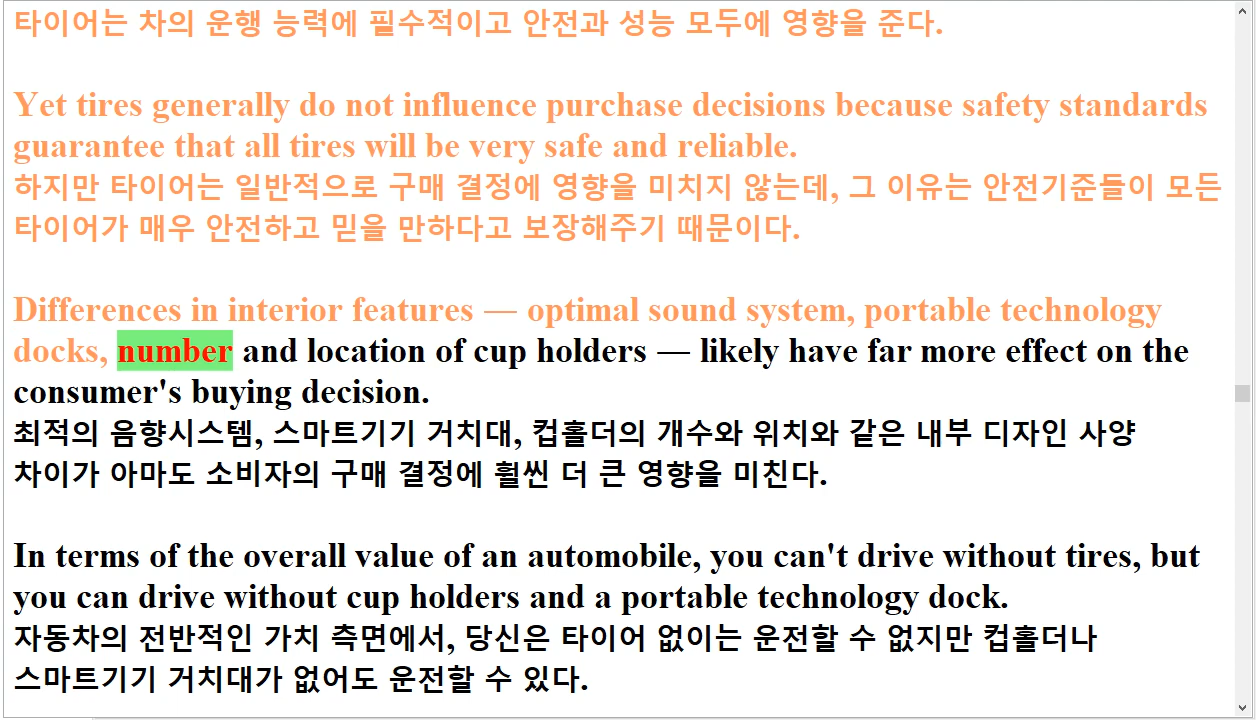 타이어는 차의 운행 능력에 필수적이고 안전과 성능 모두에 영향을 준다.
Yet tires generally do not influence purchase decisions because safety standards
guarantee that all tires will be very safe and reliable.
하지만 타이어는 일반적으로 구매 결정에 영향을 미치지 않는데, 그 이유는 안전기준들이 모든
타이어가 매우 안전하고 믿을 만하다고 보장해주기 때문이다.
Differences in interior features — optimal sound system, portable technology
docks, number and location of cup holders — likely have far more effect on the
consumer's buying decision.
최적의 음향시스템, 스마트기기 거치대, 컵홀더의 개수와 위치와 같은 내부 디자인 사양
차이가 아마도 소비자의 구매 결정에 훨씬 더 큰 영향을 미친다.
In terms of the overall value of an automobile, you can't drive without tires, but
you can drive without cup holders and a portable technology dock.
자동차의 전반적인 가치 측면에서, 당신은 타이어 없이는 운전할 수 없지만 컵홀더나
스마트기기 거치대가 없어도 운전할 수 있다.